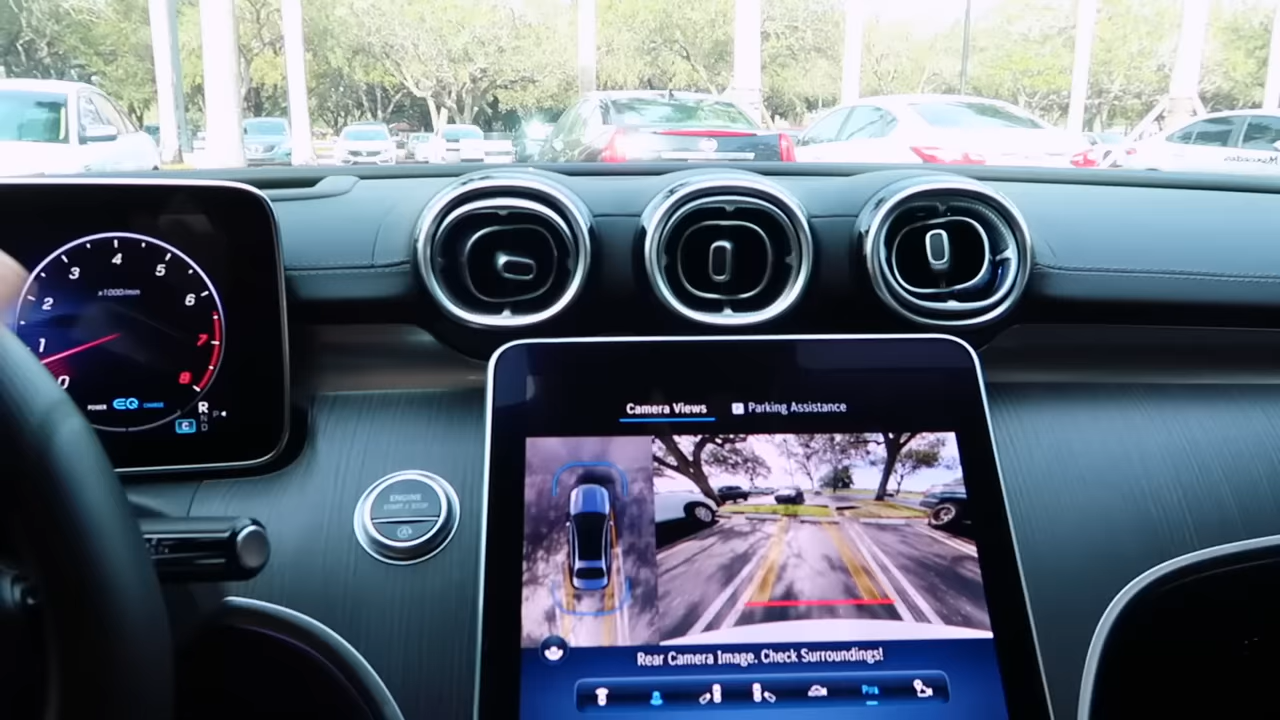 4
3
5
x1000/min
2
6
1
7
0
8
POWER EQ CHARGE
R
N P
C D
ENGINE
START / STOP
A
Camera Views
P Parking Assistance
Rear Camera Image. Check Surroundings!